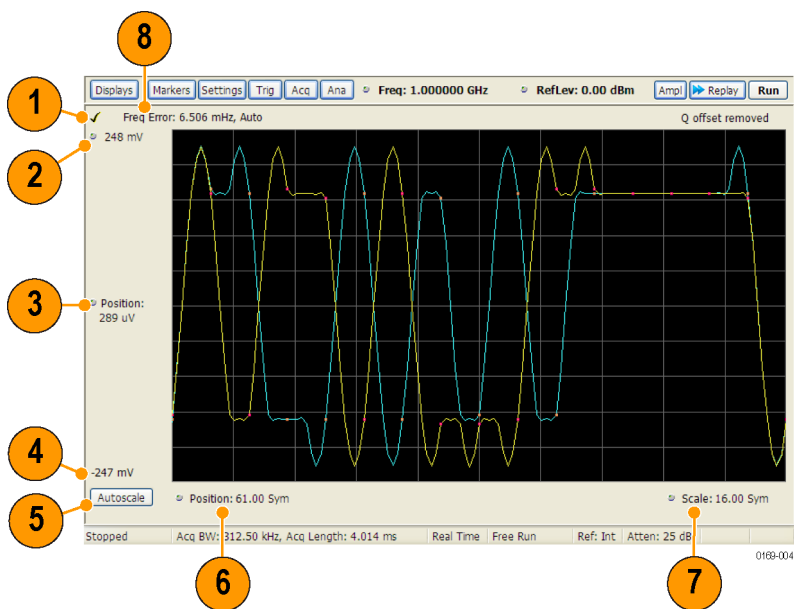 8
Displays Markers Settings Trig Acq Ana Freq: 1.000000 GHz RefLev: 0.00 dBm Ampl Replay Run
1
Freq Error: 6.506 mHz, Auto Q offset removed
248 mV
2
3
Position:
289 uV
4
-247 mV
5
Autoscale Position: 61.00 Sym Scale: 16.00 Sym
Stopped Acq BW: 312.50 kHz, Acq Length: 4.014 ms Real Time Free Run Ref: Int Atten: 25 dB
0169-004
6
7